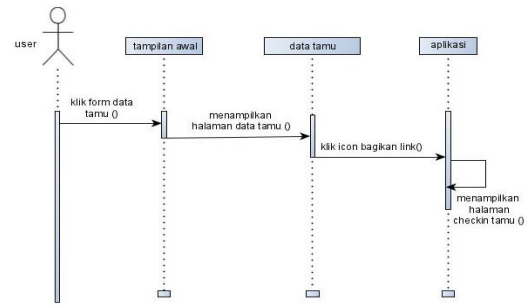 user
tampilan awal
data tamu
aplikasi
klik form data
tamu ()
menampilkan
halaman data tamu ()
klik icon bagikan link()
menampilkan
halaman
checkin tamu ()